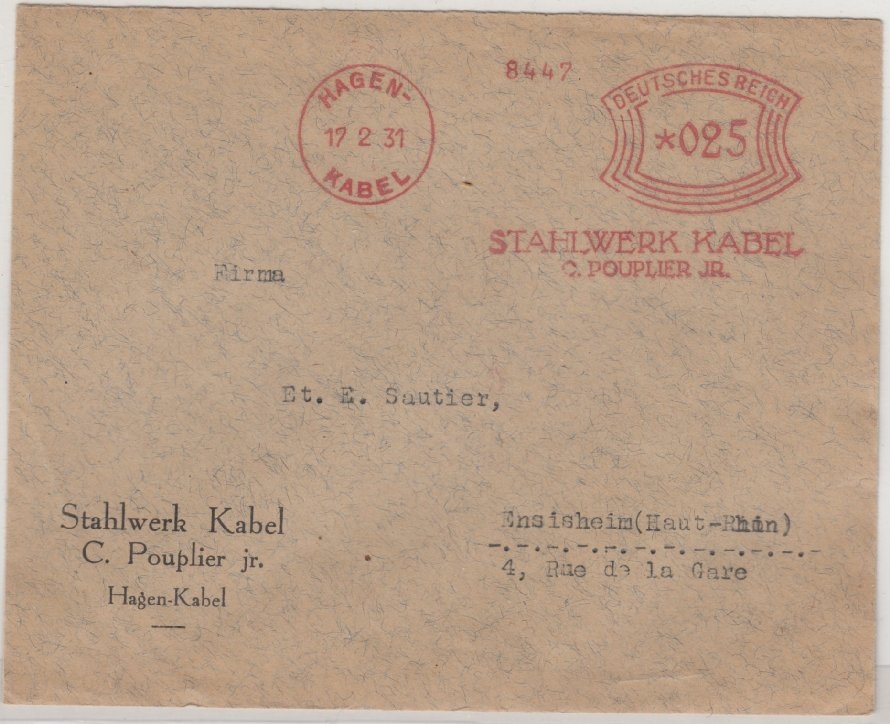 8447
HAGEN-
17 2 31
KABEL
DEUTSCHES REICH
*025
STAHLWERK KABEL
C. POUPLIER JR.
Firma
Et. E. Sautier,
Stahlwerk Kabel
C. Pouplier jr.
Hagen-Kabel
Ensisheim(Haut-Rhin)
4, Rue de la Gare